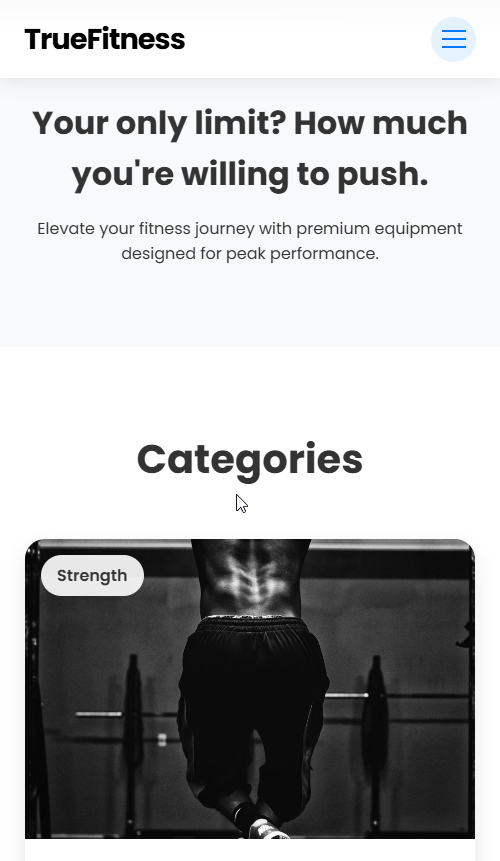 TrueFitness
Your only limit? How much
you're willing to push.
Elevate your fitness journey with premium equipment
designed for peak performance.
Categories
Strength